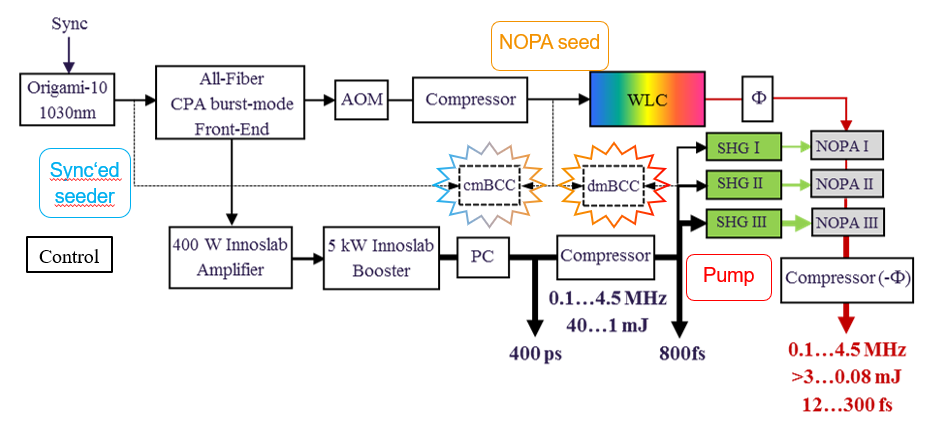 Sync
NOPA seed
Origami-10
1030nm
All-Fiber
CPA burst-mode
Front-End
AOM
Compressor
WLC
Φ
SHG I
NOPA I
Sync‘ed
seeder
cmBCC
dmBCC
SHG II
NOPA II
SHG III
NOPA III
Control
400 W Innoslab
Amplifier
5 kW Innoslab
Booster
PC
Compressor
Pump
Compressor (-Φ)
0.1…4.5 MHz
40…1 mJ
400 ps
800fs
0.1…4.5 MHz
>3…0.08 mJ
12…300 fs